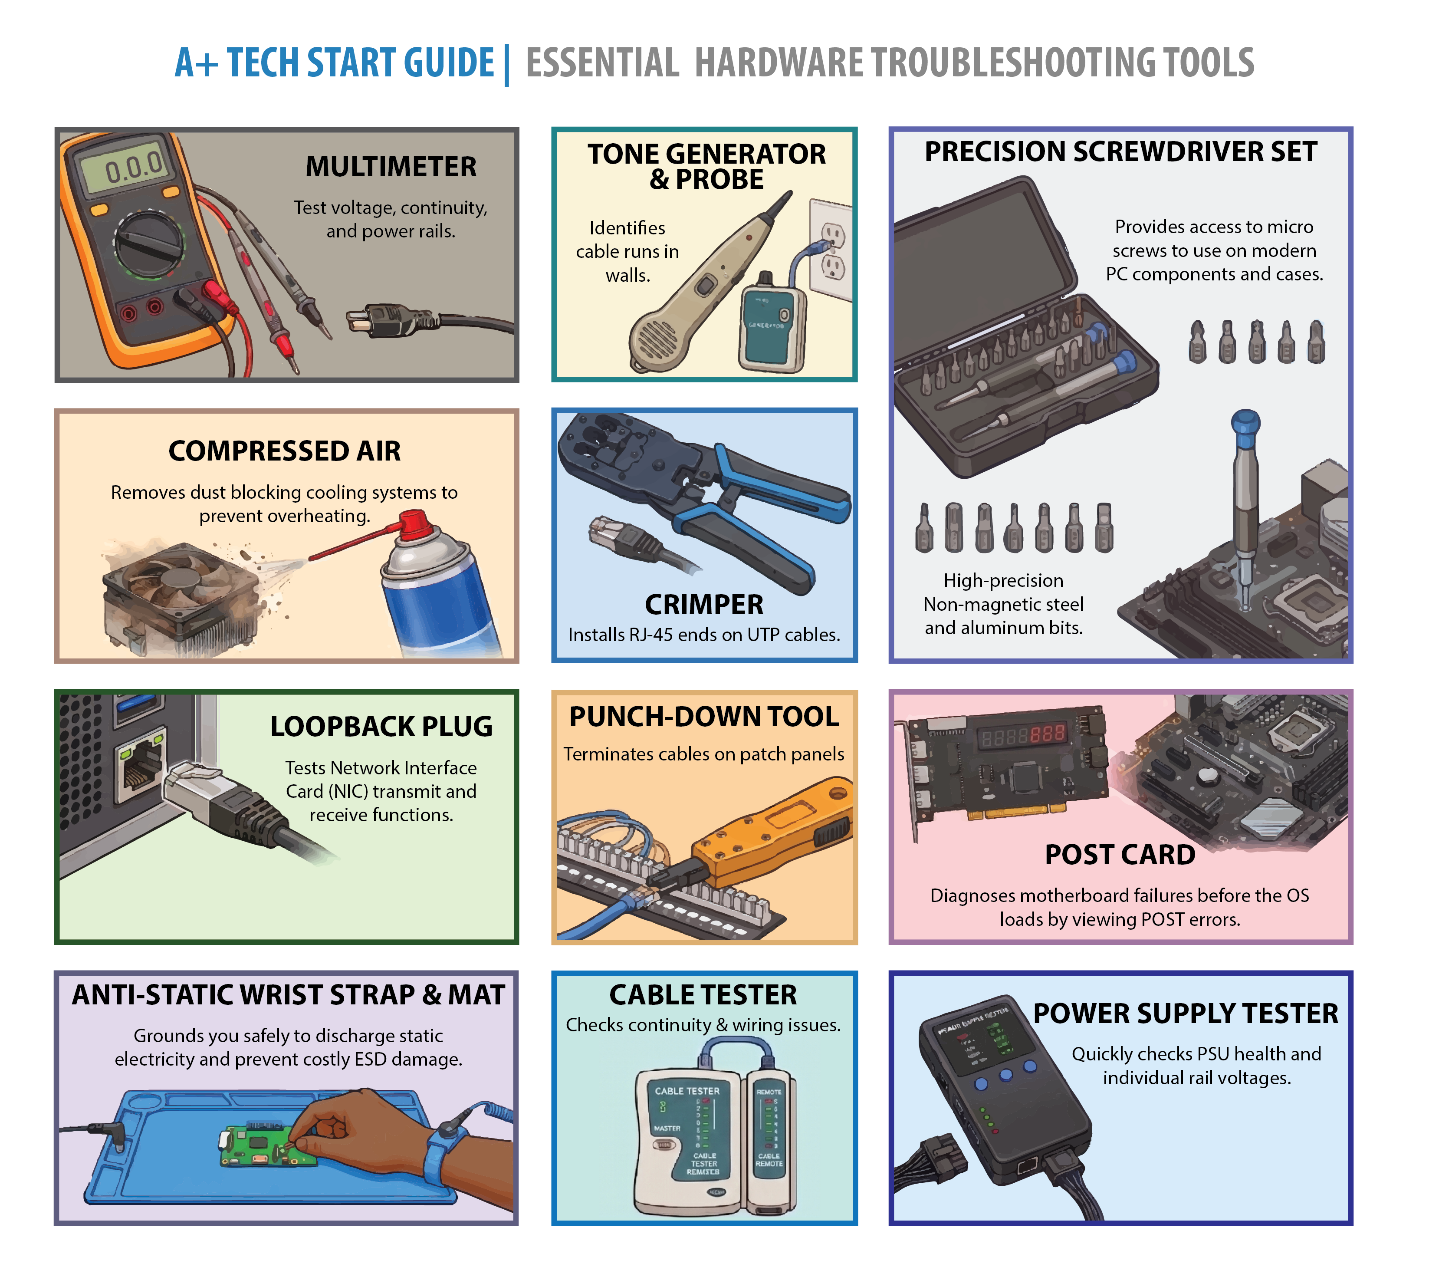 A+ TECH START GUIDE | ESSENTIAL HARDWARE TROUBLESHOOTING TOOLS
0.0.0
MULTIMETER
Test voltage, continuity,
and power rails.
TONE GENERATOR
& PROBE
Identifies
cable runs in
walls.
GENERATOR
PRECISION SCREWDRIVER SET
Provides access to micro
screws to use on modern
PC components and cases.
High-precision
Non-magnetic steel
and aluminum bits.
COMPRESSED AIR
Removes dust blocking cooling systems to
prevent overheating.
CRIMPER
Installs RJ-45 ends on UTP cables.
LOOPBACK PLUG
Tests Network Interface
Card (NIC) transmit and
receive functions.
PUNCH-DOWN TOOL
Terminates cables on patch panels
POST CARD
Diagnoses motherboard failures before the OS
loads by viewing POST errors.
ANTI-STATIC WRIST STRAP & MAT
Grounds you safely to discharge static
electricity and prevent costly ESD damage.
CABLE TESTER
Checks continuity & wiring issues.
CABLE TESTER
MASTER
CABLE
TESTER
REMOTE
CABLE
REMOTE
POWER SUPPLY TESTER
Quickly checks PSU health and
individual rail voltages.